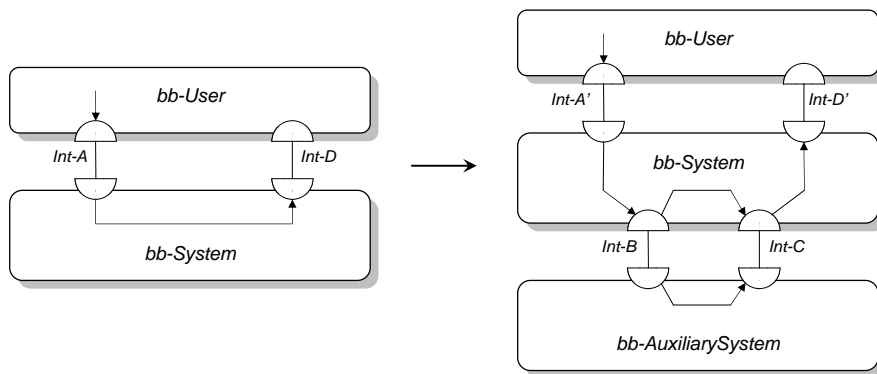 bb-User
Int-A
Int-D
bb-System
bb-User
Int-A'
Int-D'
bb-System
Int-B
Int-C
bb-AuxiliarySystem